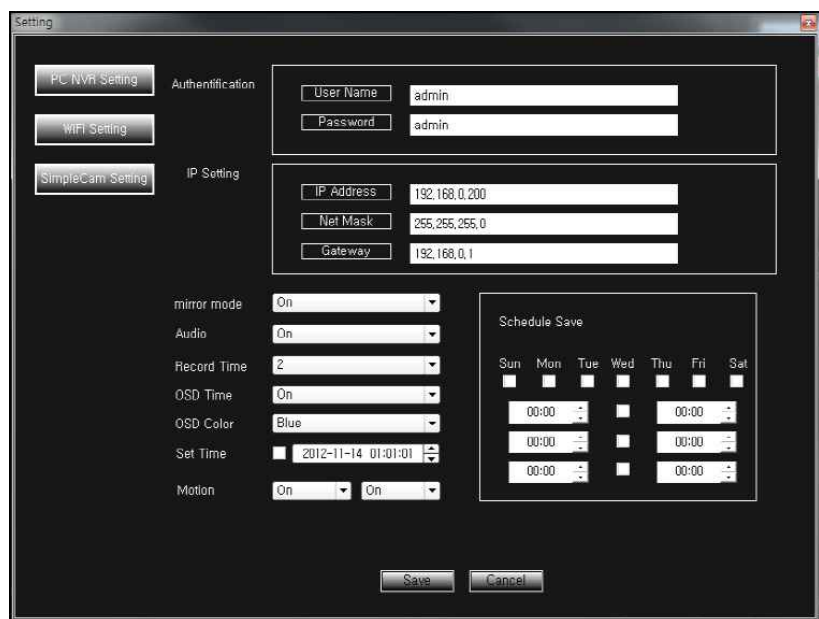 Setting
PC NVR Setting
WiFi Setting
SimpleCam Setting
Authentification
User Name admin
Password admin
IP Setting
IP Address 192,168,0,200
Net Mask 255,255,255,0
Gateway 192,168,0,1
mirror mode On
Audio On
Record Time 2
OSD Time On
OSD Color Blue
Set Time 2012-11-14 01:01:01
Motion On On
Schedule Save
Sun Mon Tue Wed Thu Fri Sat
00:00 00:00
00:00 00:00
00:00 00:00
Save Cancel